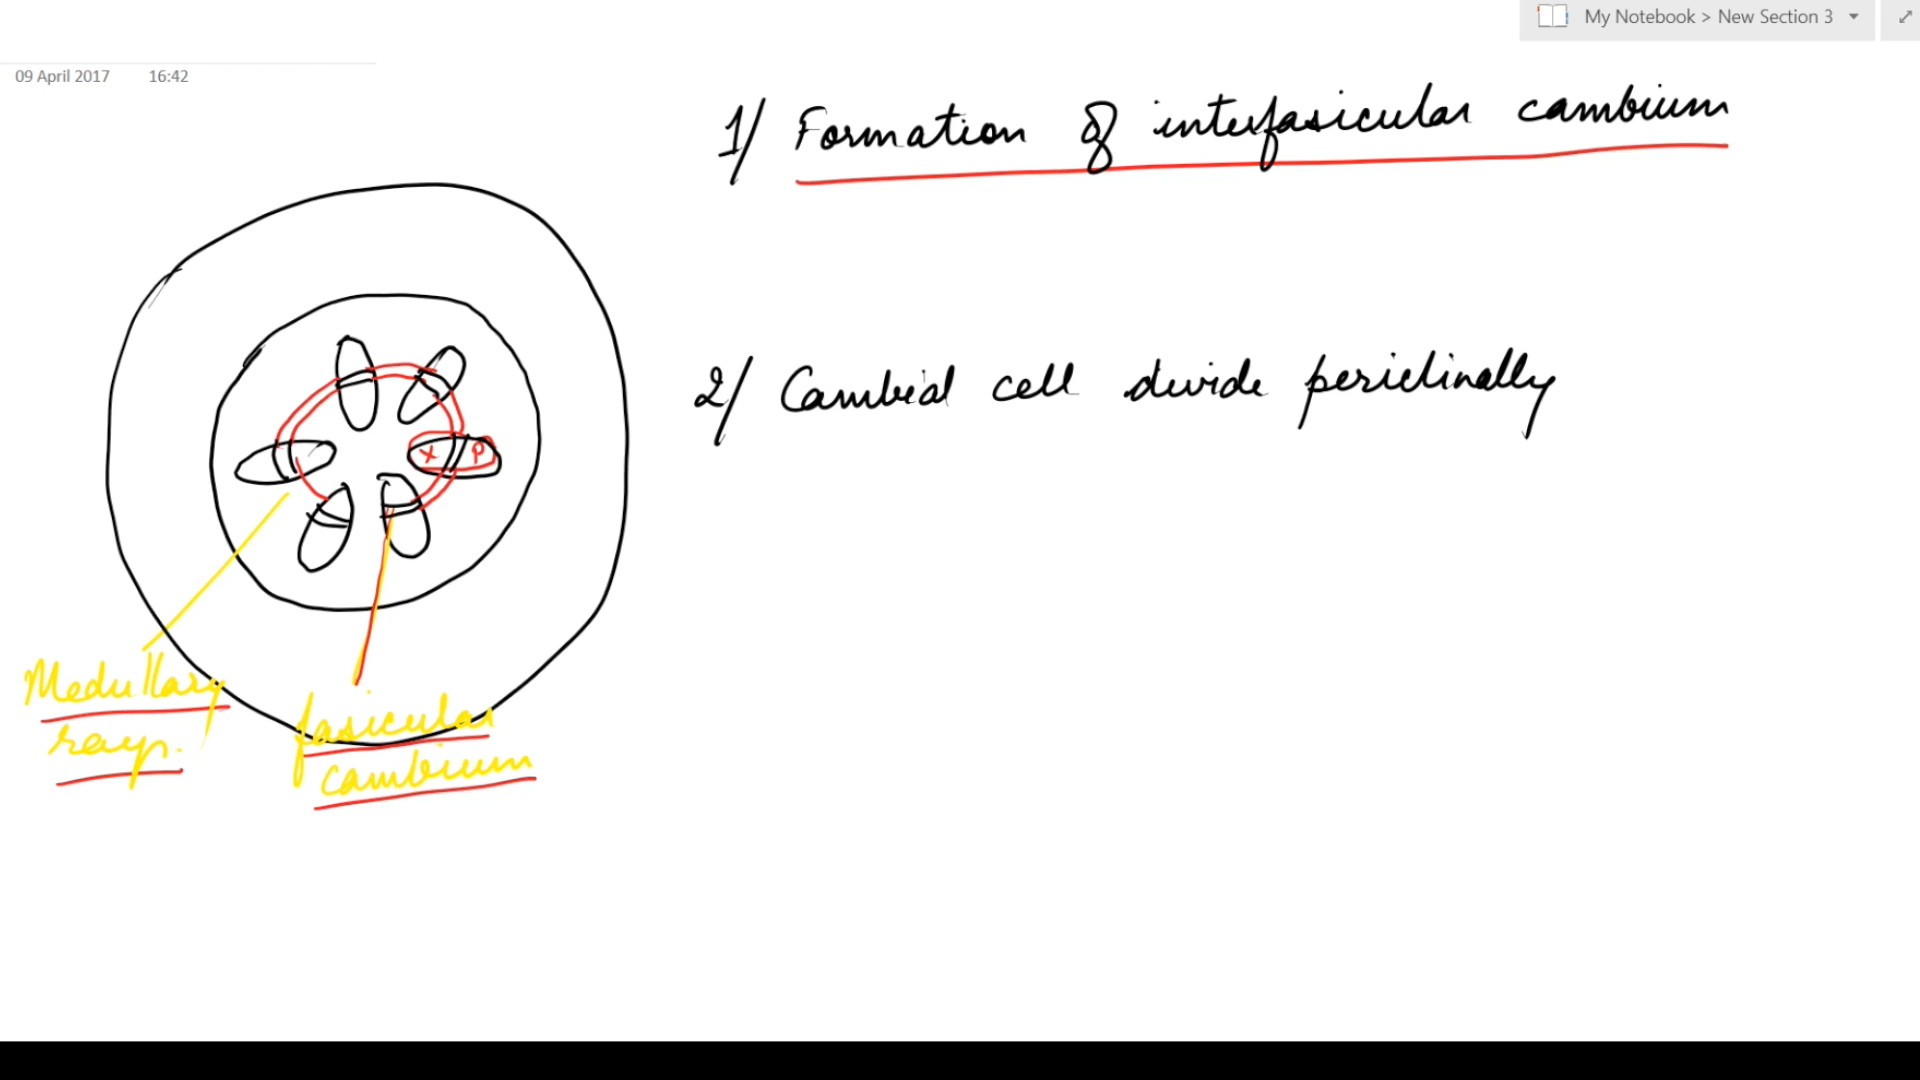 My Notebook > New Section 3
09 April 2017 16:42
1/ Formation of interfasicular cambium
2/ Cambial cell divide periclinally
X P
Medullary
rays.
fasicular
cambium